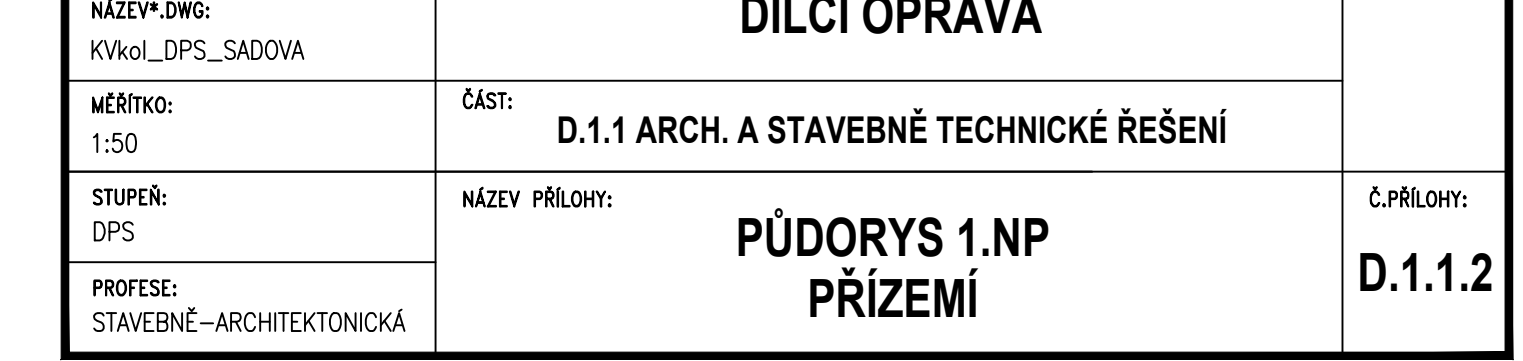 NÁZEV*.DWG:
KVkol_DPS_SADOVA
DÍLČÍ OPRAVA
MĚŘÍTKO:
1:50
ČÁST:
D.1.1 ARCH. A STAVEBNĚ TECHNICKÉ ŘEŠENÍ
STUPEŇ:
DPS
NÁZEV PŘÍLOHY:
PŮDORYS 1.NP
PŘÍZEMÍ
Č.PŘÍLOHY:
D.1.1.2
PROFESE:
STAVEBNĚ-ARCHITEKTONICKÁ